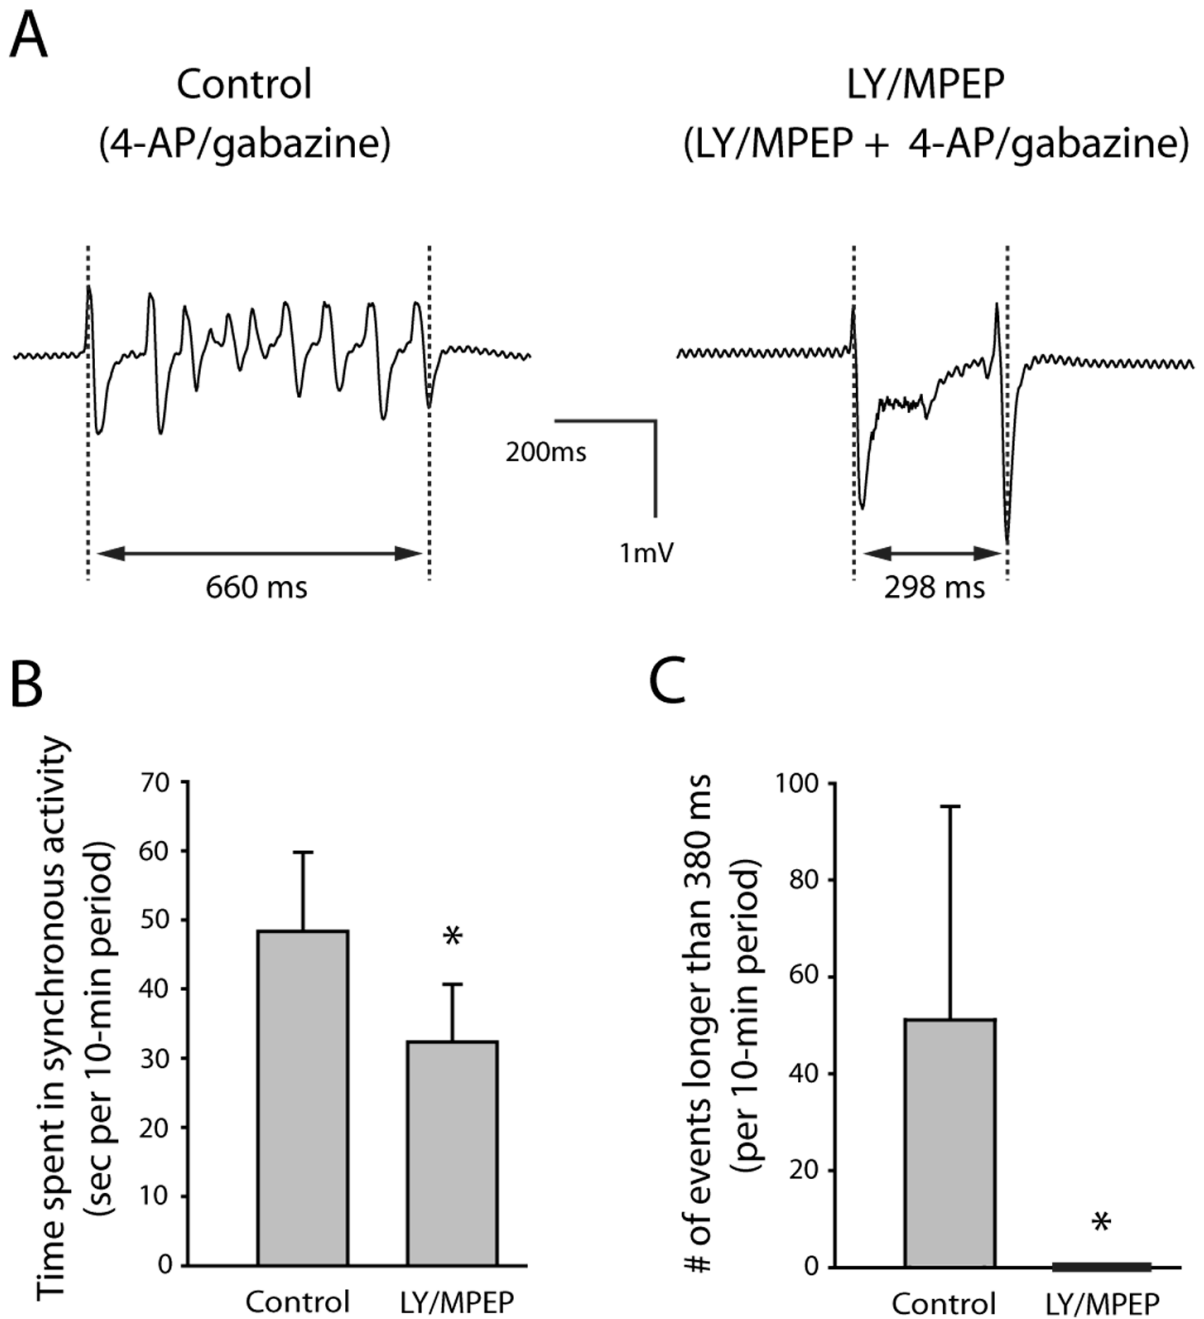 A
Control
(4-AP/gabazine)
LY/MPEP
(LY/MPEP + 4-AP/gabazine)
200ms
1mV
660 ms
298 ms
B
Time spent in synchronous activity
(sec per 10-min period)
70
60
50
40
30
20
10
0
*
Control
LY/MPEP
C
# of events longer than 380 ms
(per 10-min period)
100
80
60
40
20
0
*
Control
LY/MPEP